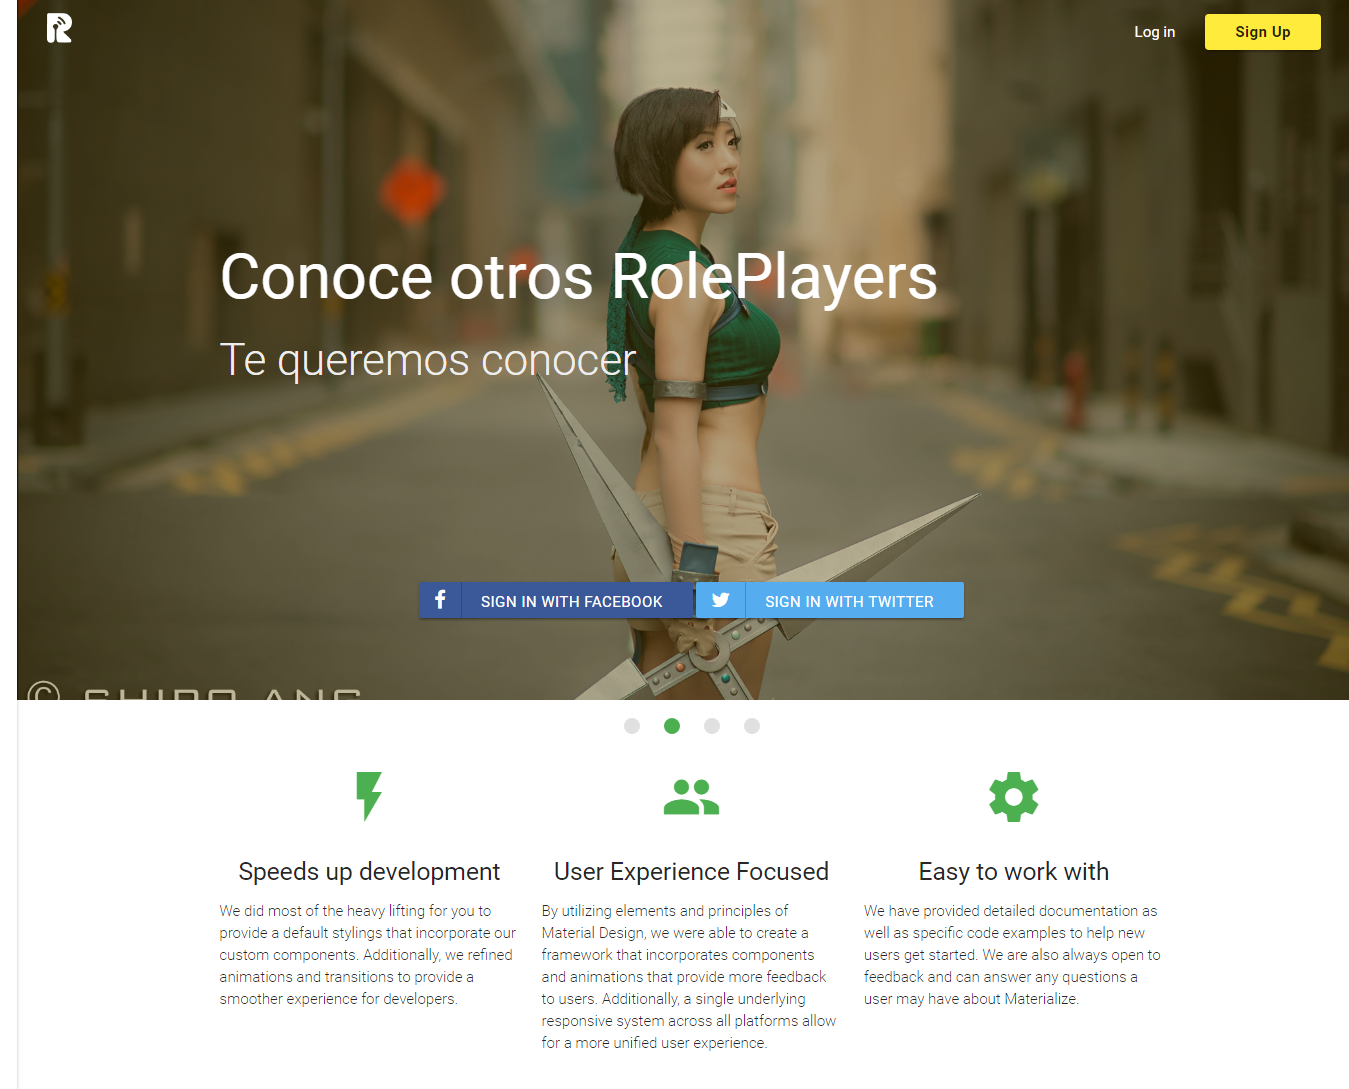 Log in
Sign Up
Conoce otros RolePlayers
Te queremos conocer
SIGN IN WITH FACEBOOK
SIGN IN WITH TWITTER
©
Speeds up development
We did most of the heavy lifting for you to
provide a default stylings that incorporate our
custom components. Additionally, we refined
animations and transitions to provide a
smoother experience for developers.
User Experience Focused
By utilizing elements and principles of
Material Design, we were able to create a
framework that incorporates components
and animations that provide more feedback
to users. Additionally, a single underlying
responsive system across all platforms allow
for a more unified user experience.
Easy to work with
We have provided detailed documentation as
well as specific code examples to help new
users get started. We are also always open to
feedback and can answer any questions a
user may have about Materialize.